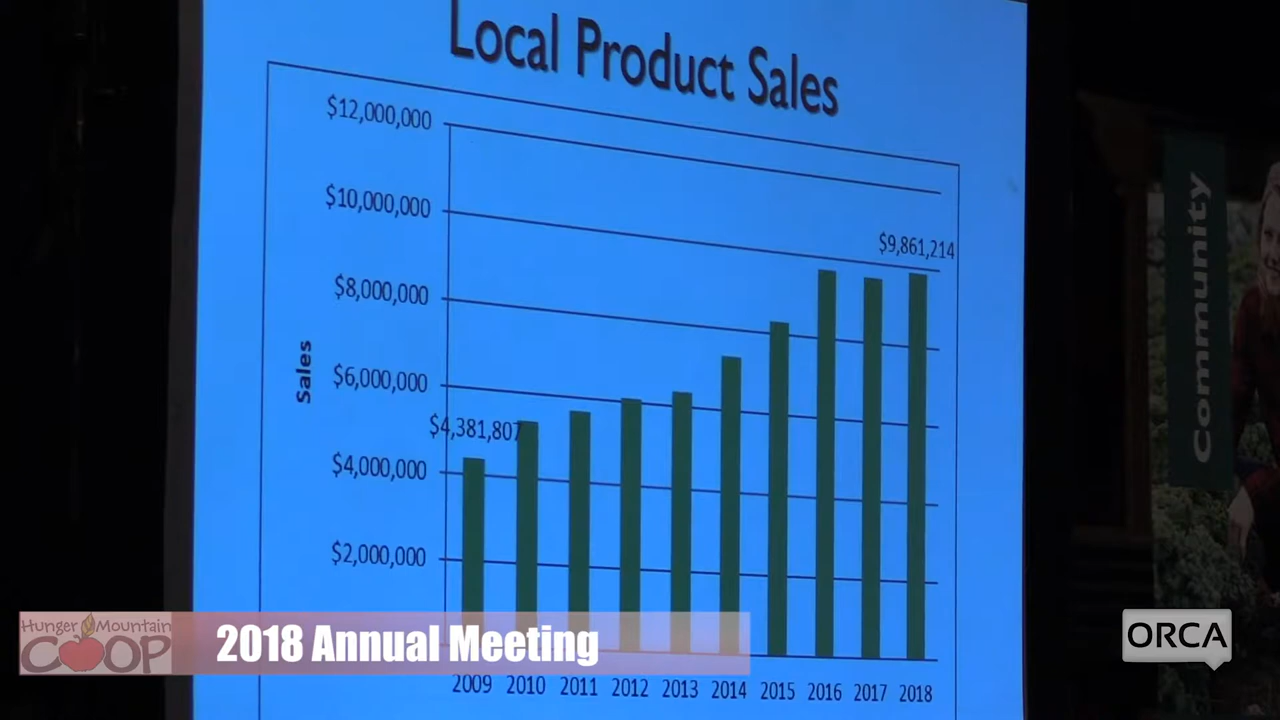 Local Product Sales
$12,000,000
$10,000,000
$9,861,214
$8,000,000
Sales
$6,000,000
$4,381,807
$4,000,000
$2,000,000
2009 2010 2011 2012 2013 2014 2015 2016 2017 2018
Community
Hunger Mountain
COOP
2018 Annual Meeting
ORCA